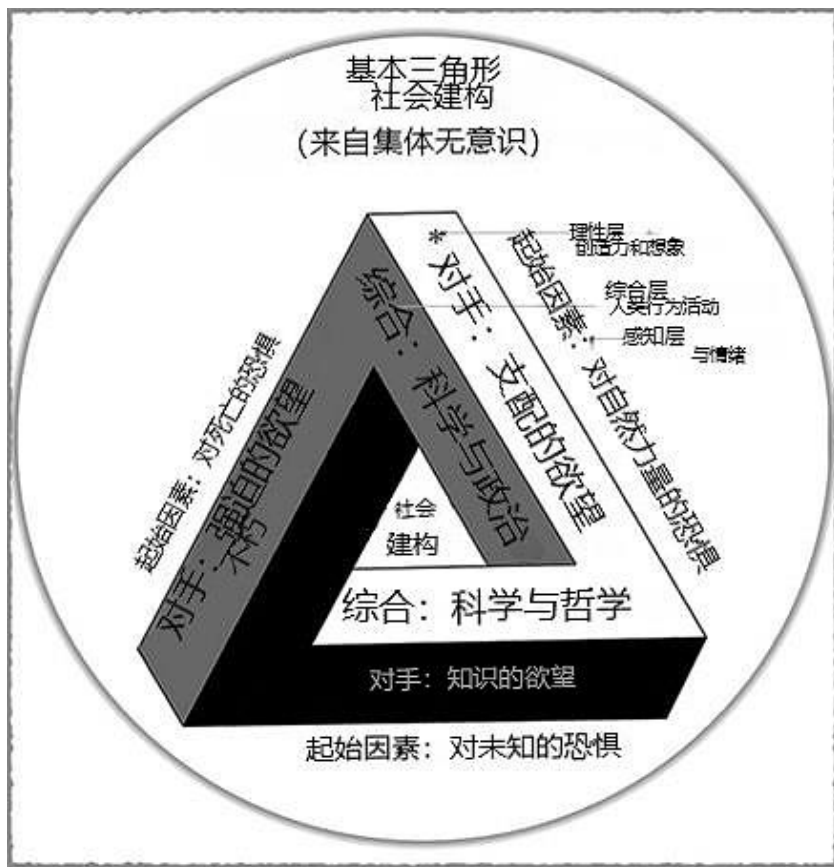 基本三角形
社会建构
(来自集体无意识)
理性层
创造力和想象
综合层
人类行为活动
感知层
与情绪
*对手：支配的欲望
起始因素：对自然力量的恐惧
综合：科学与政治
起始因素：对死亡的恐惧
对手：强迫的欲望
不朽
社会
建构
综合：科学与哲学
对手：知识的欲望
起始因素：对未知的恐惧